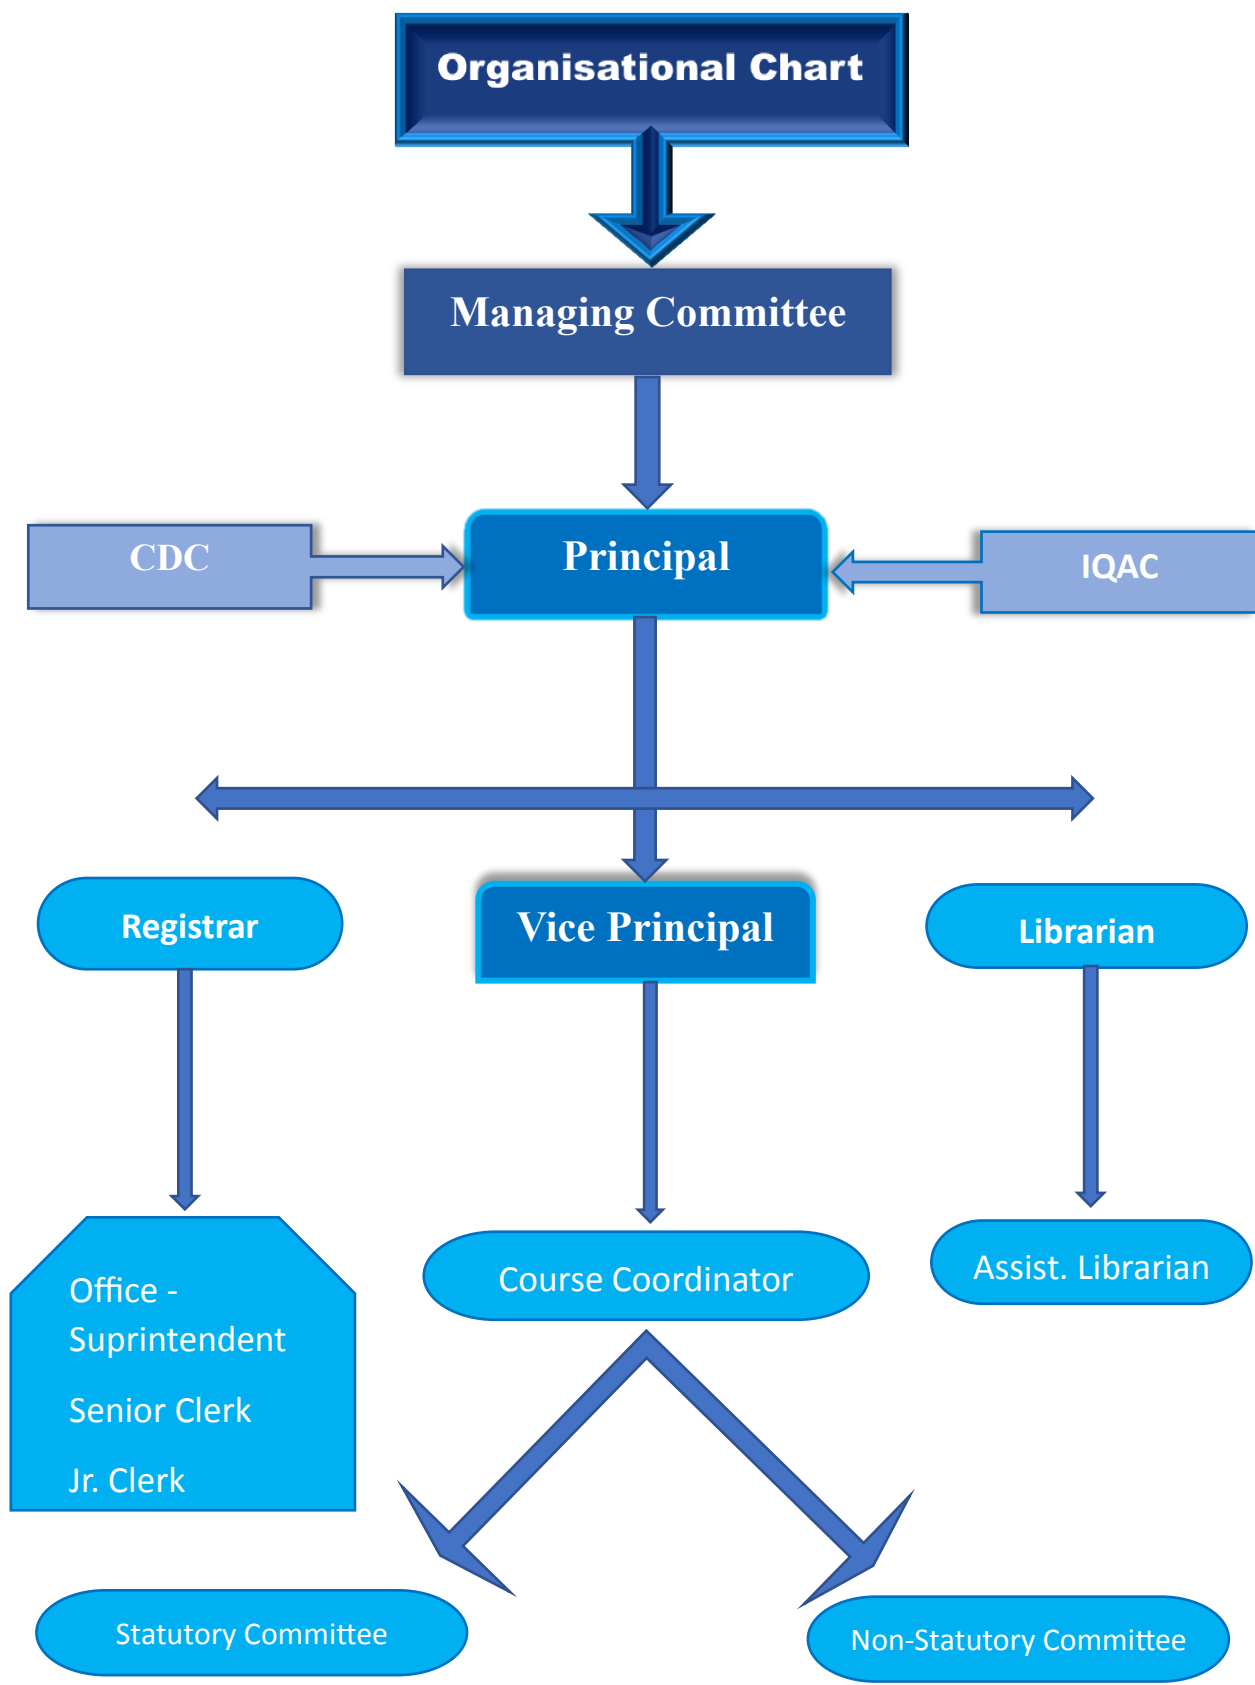 Organisational Chart
Managing Committee
CDC
Principal
IQAC
Registrar
Vice Principal
Librarian
Office -
Suprintendent
Senior Clerk
Jr. Clerk
Course Coordinator
Assist. Librarian
Statutory Committee
Non-Statutory Committee